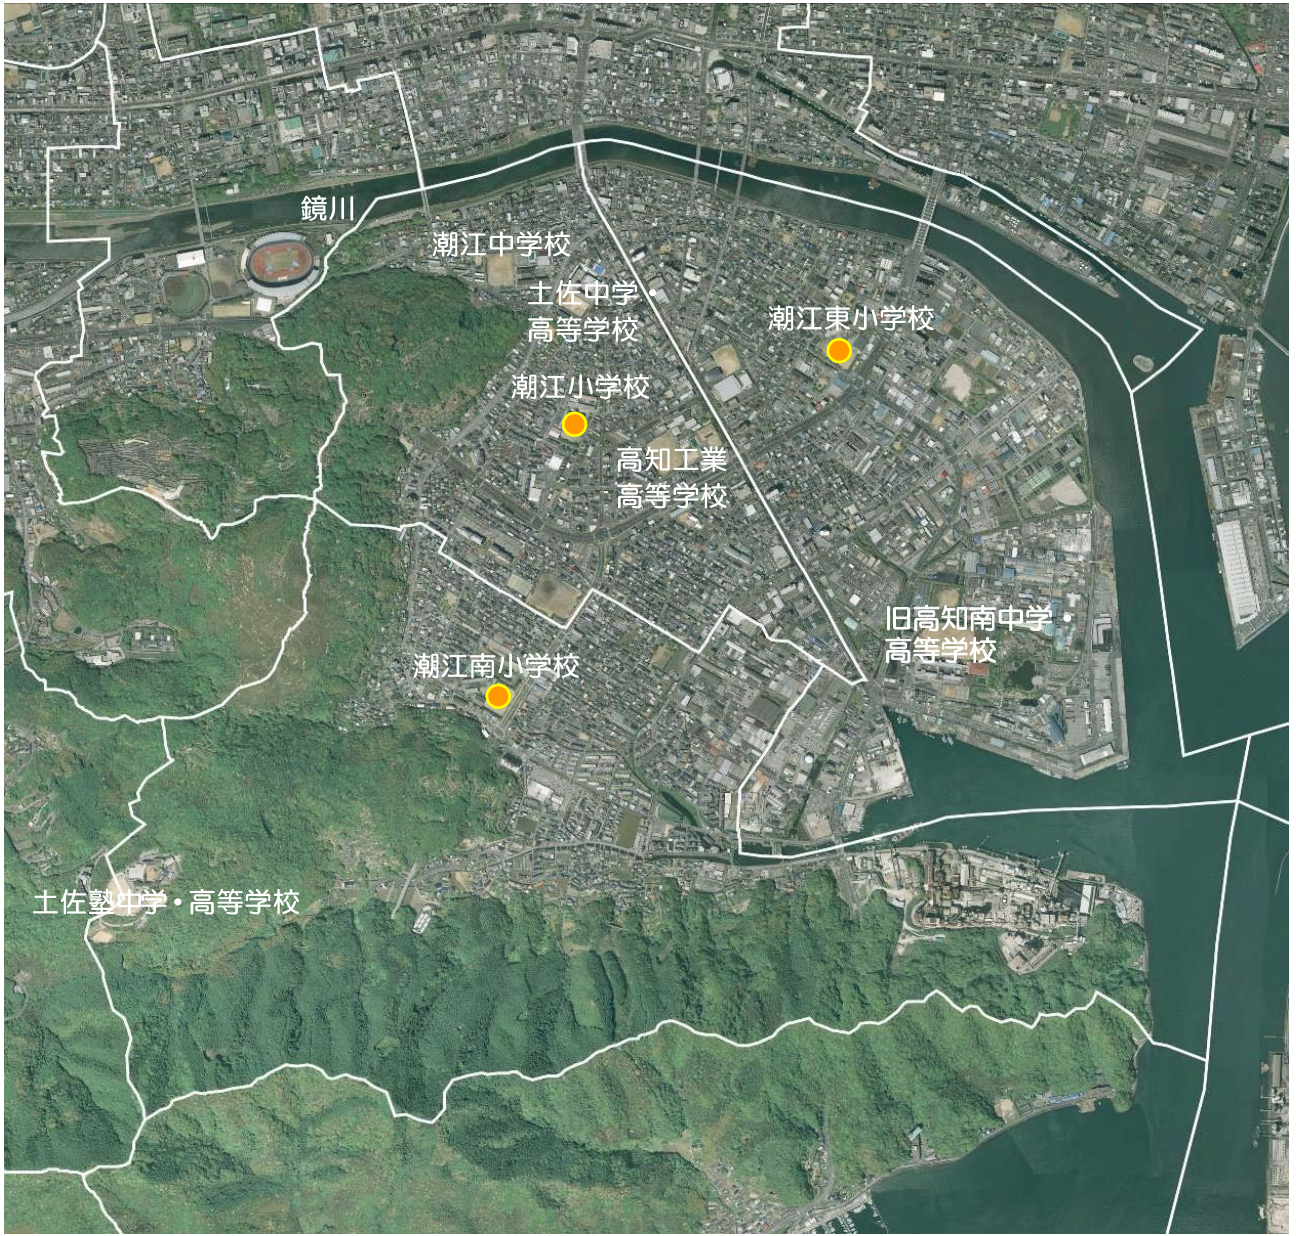 鏡川
潮江中学校
土佐中学・
高等学校
潮江東小学校
潮江小学校
高知工業
高等学校
旧高知南中学・
高等学校
潮江南小学校
土佐塾中学・高等学校